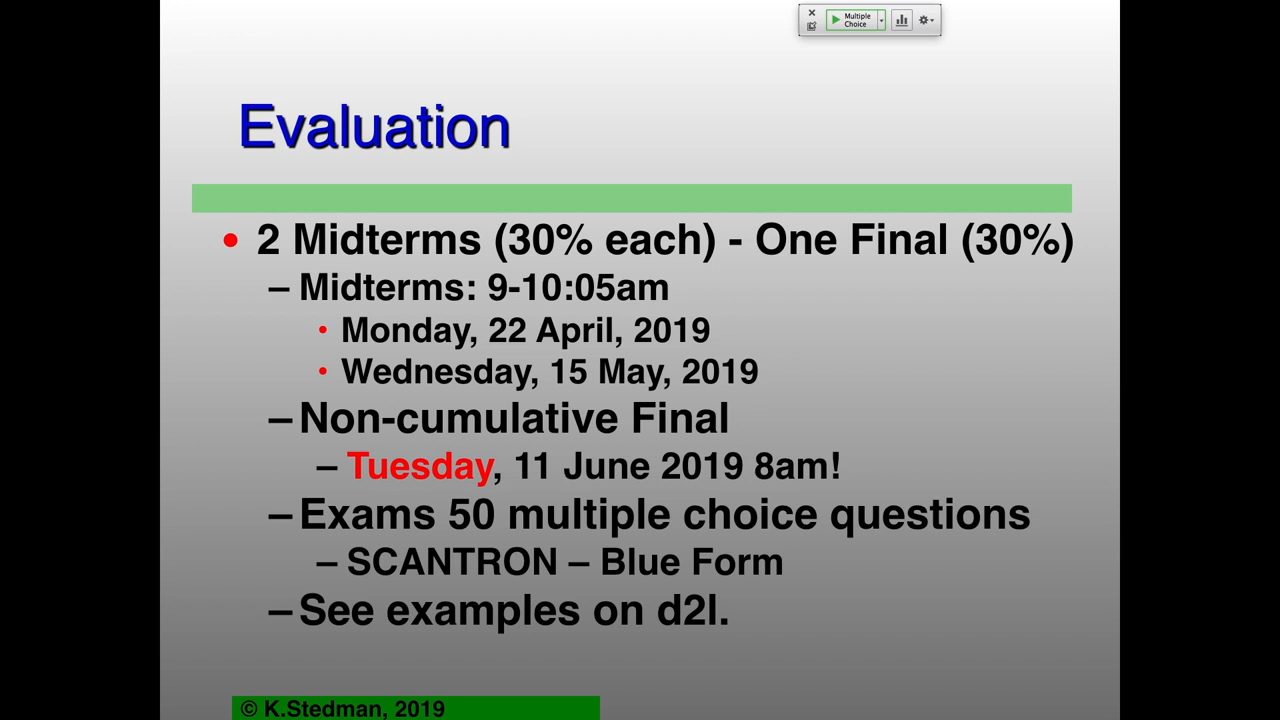 Multiple
Choice
Evaluation
• 2 Midterms (30% each) - One Final (30%)
– Midterms: 9-10:05am
• Monday, 22 April, 2019
• Wednesday, 15 May, 2019
– Non-cumulative Final
– Tuesday, 11 June 2019 8am!
– Exams 50 multiple choice questions
– SCANTRON – Blue Form
– See examples on d2l.
© K.Stedman, 2019